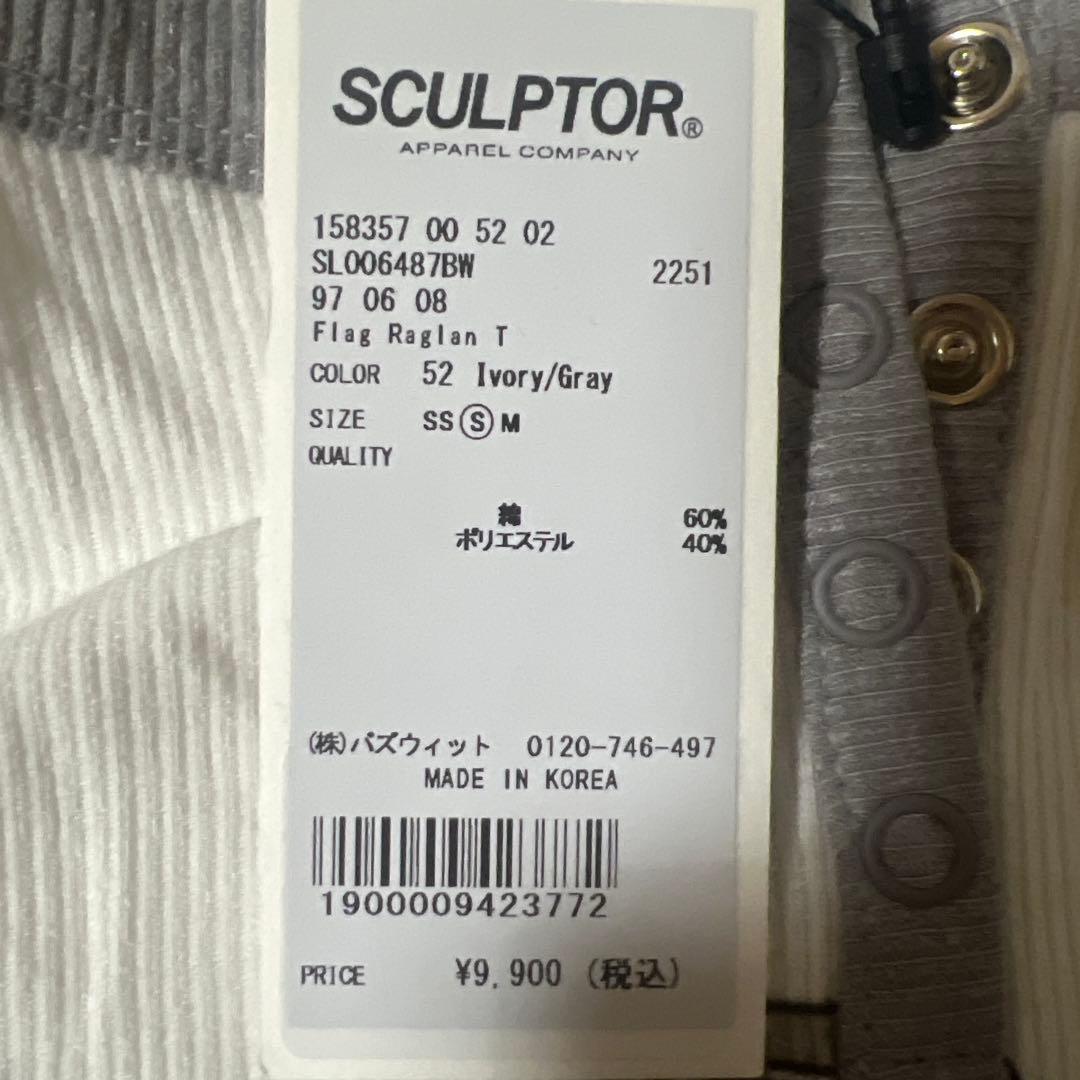 SCULPTOR®
APPAREL COMPANY
158357 00 52 02
SL006487BW 2251
97 06 08
Flag Raglan T
COLOR 52 Ivory/Gray
SIZE SS Ⓢ M
QUALITY
綿 60%
ポリエステル 40%
(株)バズウィット 0120-746-497
MADE IN KOREA
1900009423772
PRICE ¥9,900 (税込)